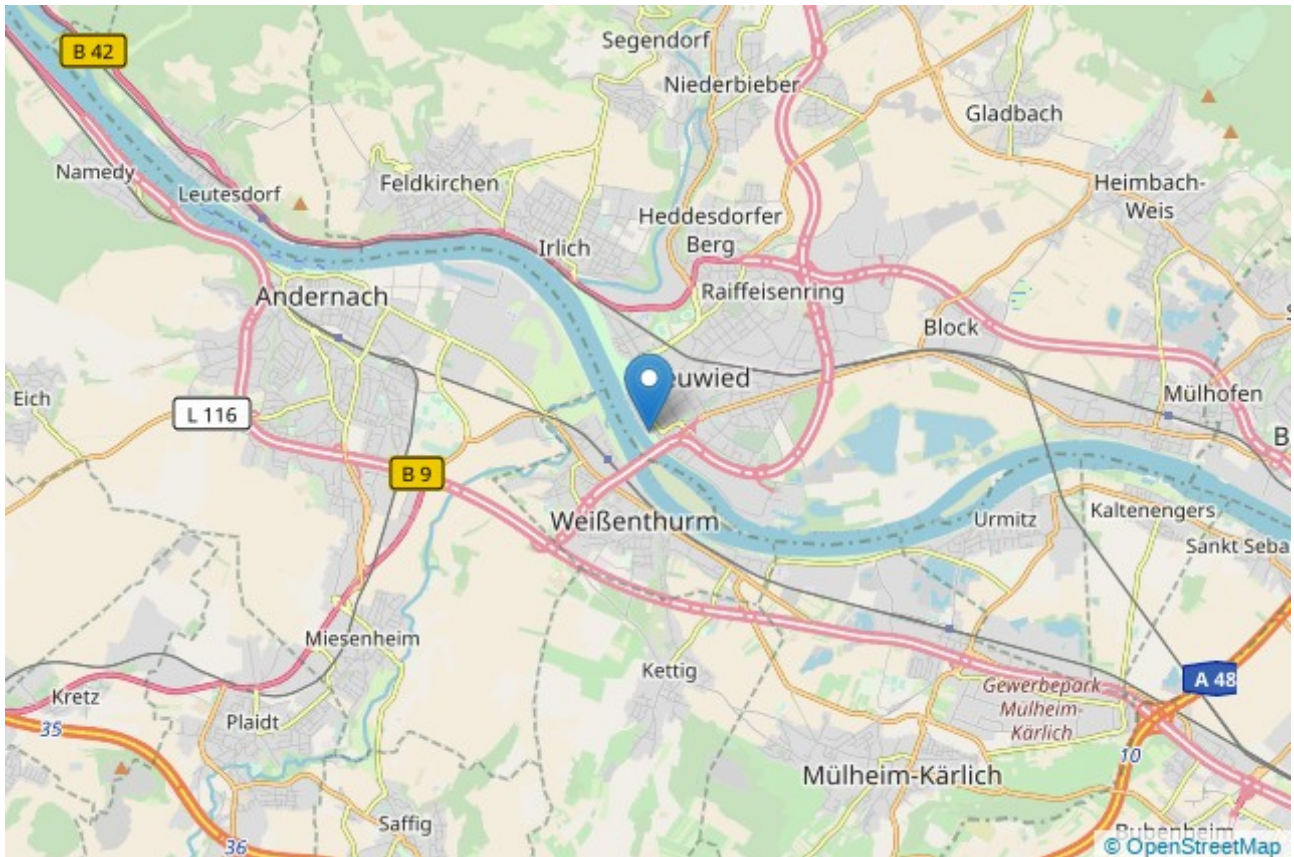 B 42
Segendorf
Niederbieber
Gladbach
Namedy
Leutesdorf
Feldkirchen
Heimbach-
Weis
Heddesdorfer
Berg
Irlich
Andernach
Raiffeisenring
Block
Eich
L 116
euwied
Mülhofen
B 9
Weißenthurm
Urmitz
Kaltenengers
Sankt Seba
Miesenheim
Kettig
Kretz
35
Plaidt
Gewerbepark
Mülheim-
Kärlich
A 48
10
Mülheim-Kärlich
Saffig
36
Bubenheim
© OpenStreetMap